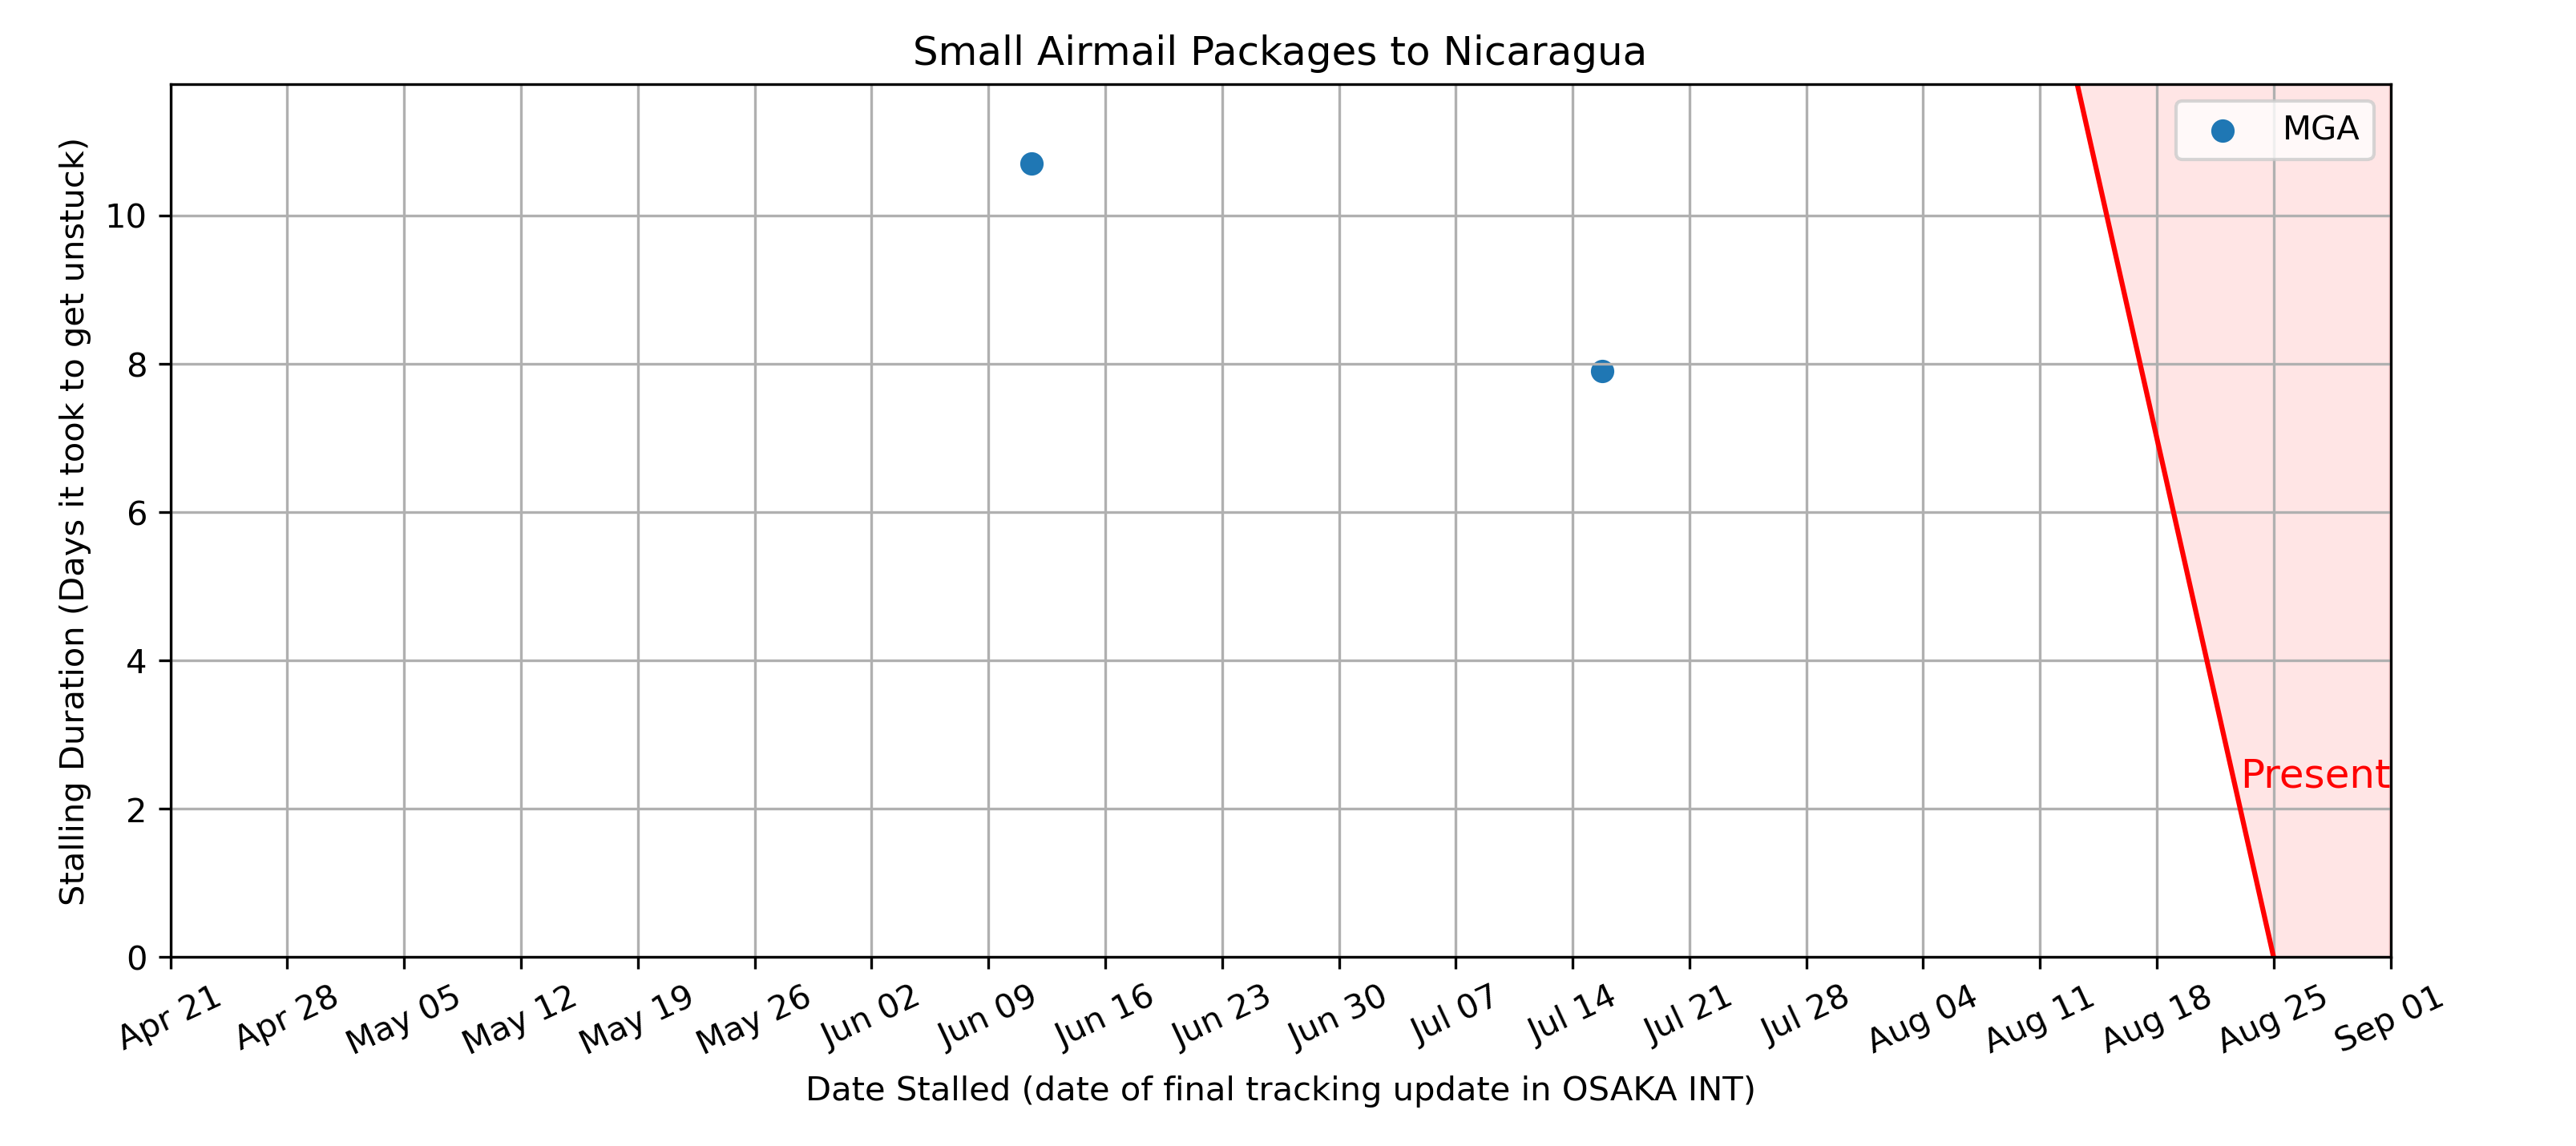 Small Airmail Packages to Nicaragua
MGA
Stalling Duration (Days it took to get unstuck)
10
8
6
4
2
0
Present
Apr 21
Apr 28
May 05
May 12
May 19
May 26
Jun 02
Jun 09
Jun 16
Jun 23
Jun 30
Jul 07
Jul 14
Jul 21
Jul 28
Aug 04
Aug 11
Aug 18
Aug 25
Sep 01
Date Stalled (date of final tracking update in OSAKA INT)